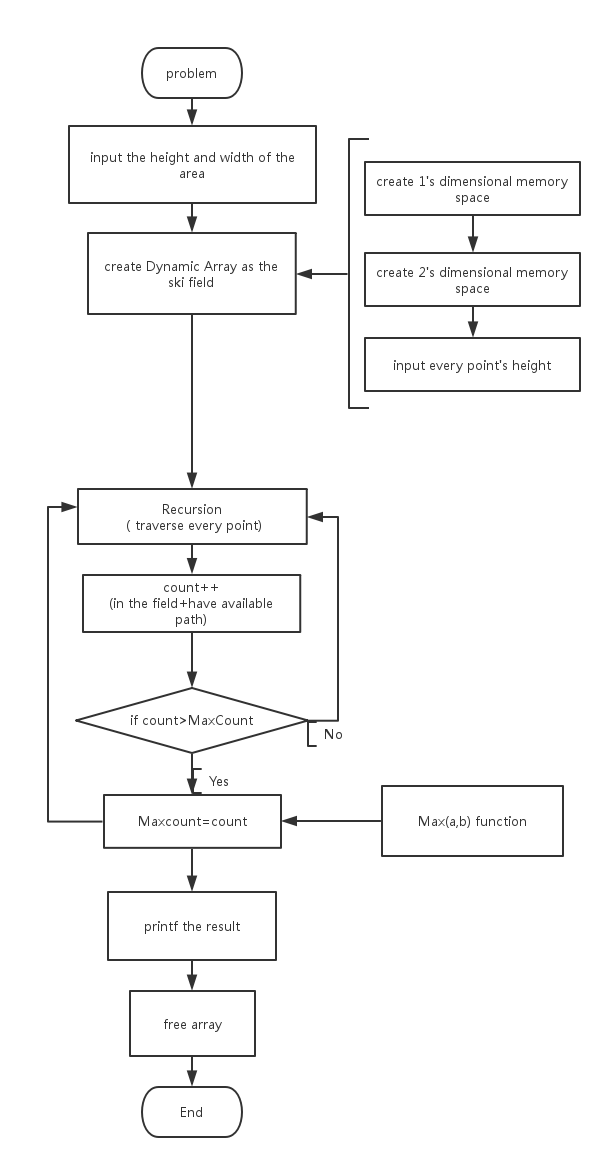 problem
input the height and width of the
area
create 1's dimensional memory
space
create Dynamic Array as the
ski field
create 2's dimensional memory
space
input every point's height
Recursion
( traverse every point)
count++
(in the field+have available
path)
if count>MaxCount
No
Yes
Maxcount=count
Max(a,b) function
printf the result
free array
End